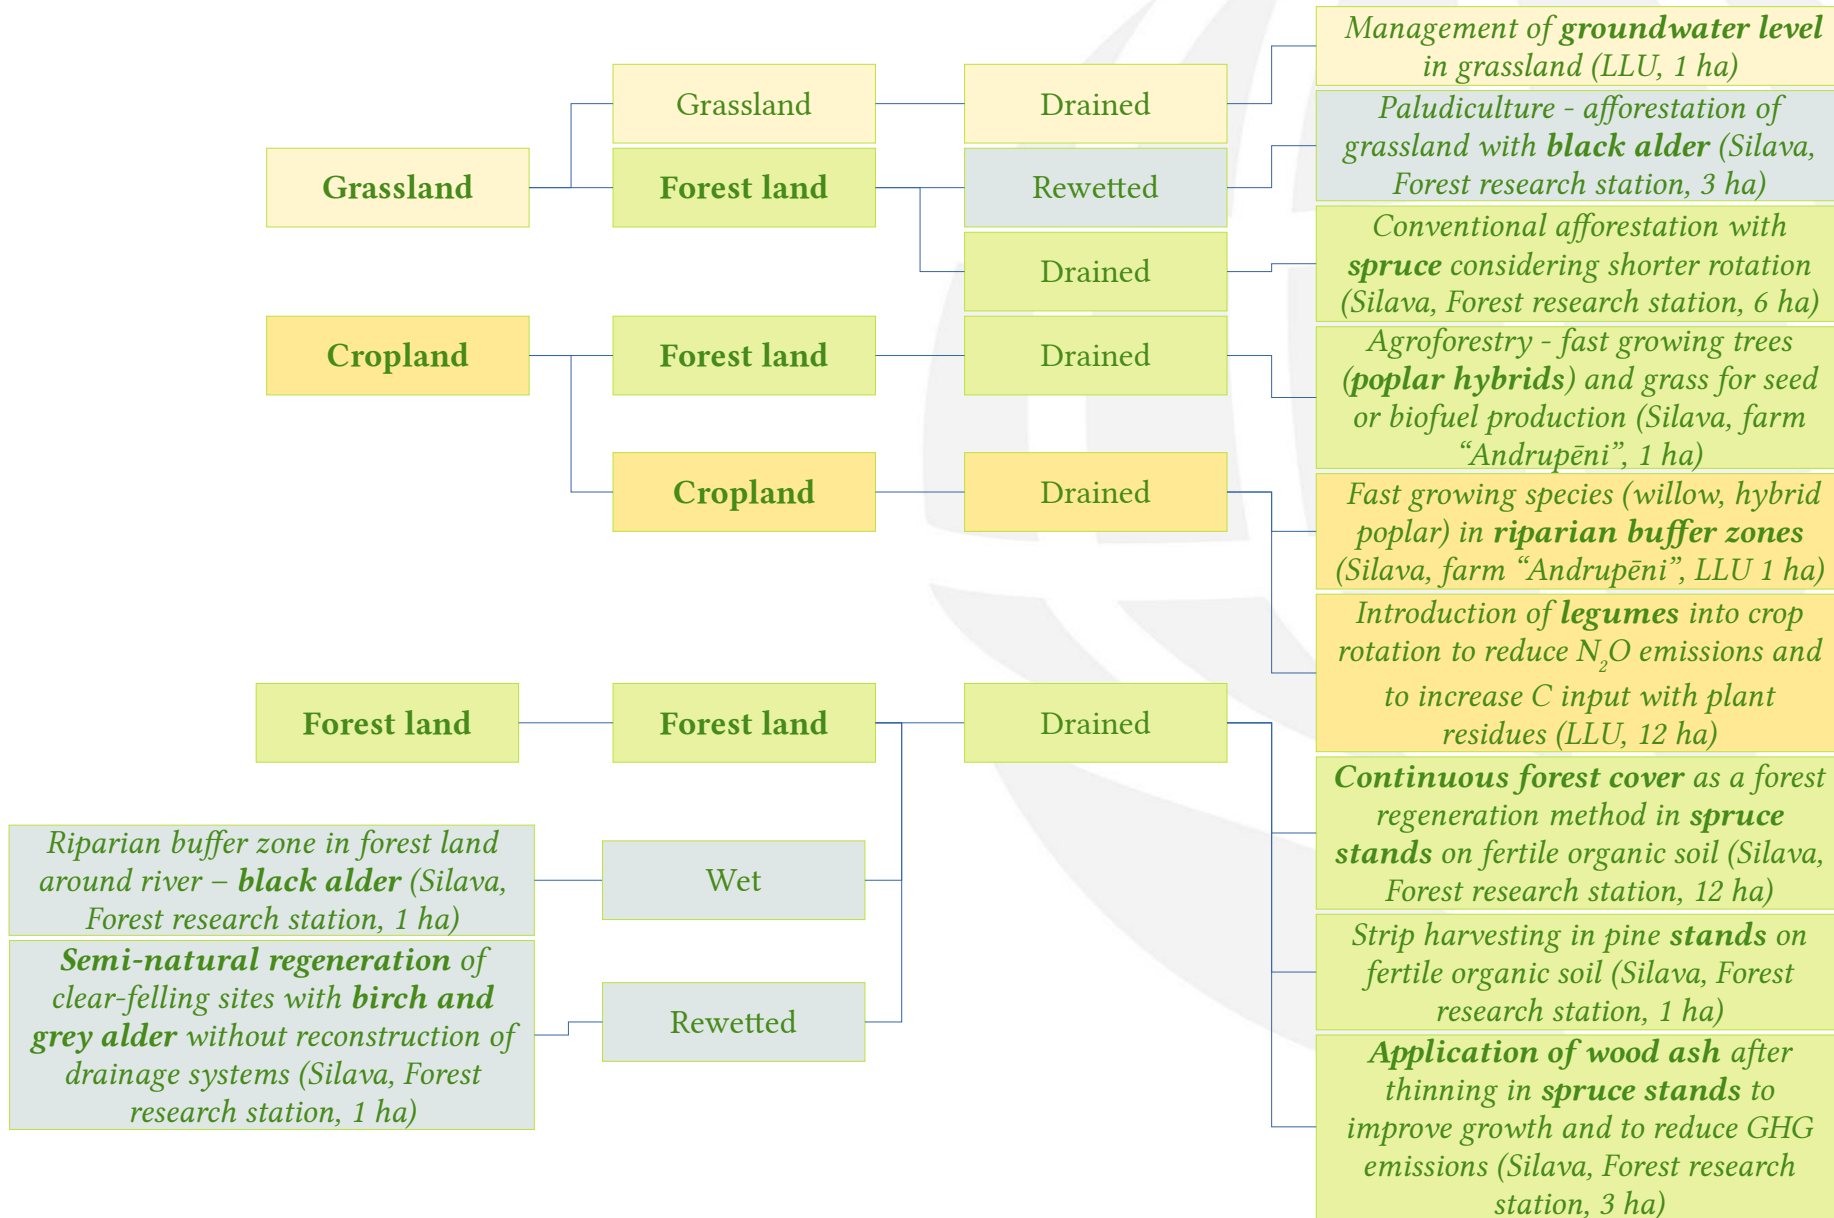 Management of groundwater level
in grassland (LLU, 1 ha)
Grassland
Drained
Paludiculture - afforestation of
grassland with black alder (Silava,
Forest research station, 3 ha)
Grassland
Forest land
Rewetted
Conventional afforestation with
spruce considering shorter rotation
(Silava, Forest research station, 6 ha)
Drained
Cropland
Forest land
Drained
Agroforestry - fast growing trees
(poplar hybrids) and grass for seed
or biofuel production (Silava, farm
“Andrupēni”, 1 ha)
Cropland
Drained
Fast growing species (willow, hybrid
poplar) in riparian buffer zones
(Silava, farm “Andrupēni”, LLU 1 ha)
Introduction of legumes into crop
rotation to reduce N₂O emissions and
to increase C input with plant
residues (LLU, 12 ha)
Forest land
Forest land
Drained
Continuous forest cover as a forest
regeneration method in spruce
stands on fertile organic soil (Silava,
Forest research station, 12 ha)
Riparian buffer zone in forest land
around river – black alder (Silava,
Forest research station, 1 ha)
Wet
Strip harvesting in pine stands on
fertile organic soil (Silava, Forest
research station, 1 ha)
Semi-natural regeneration of
clear-felling sites with birch and
grey alder without reconstruction of
drainage systems (Silava, Forest
research station, 1 ha)
Rewetted
Application of wood ash after
thinning in spruce stands to
improve growth and to reduce GHG
emissions (Silava, Forest research
station, 3 ha)